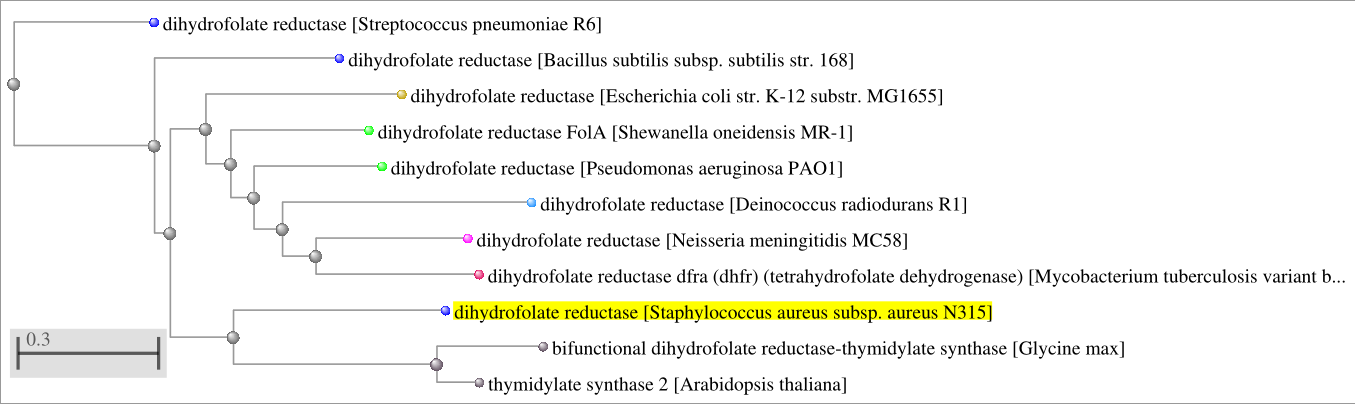 dihydrofolate reductase [Streptococcus pneumoniae R6]
dihydrofolate reductase [Bacillus subtilis subsp. subtilis str. 168]
dihydrofolate reductase [Escherichia coli str. K-12 substr. MG1655]
dihydrofolate reductase FolA [Shewanella oneidensis MR-1]
dihydrofolate reductase [Pseudomonas aeruginosa PAO1]
dihydrofolate reductase [Deinococcus radiodurans R1]
dihydrofolate reductase [Neisseria meningitidis MC58]
dihydrofolate reductase dfra (dhfr) (tetrahydrofolate dehydrogenase) [Mycobacterium tuberculosis variant b...
dihydrofolate reductase [Staphylococcus aureus subsp. aureus N315]
0.3
bifunctional dihydrofolate reductase-thymidylate synthase [Glycine max]
thymidylate synthase 2 [Arabidopsis thaliana]